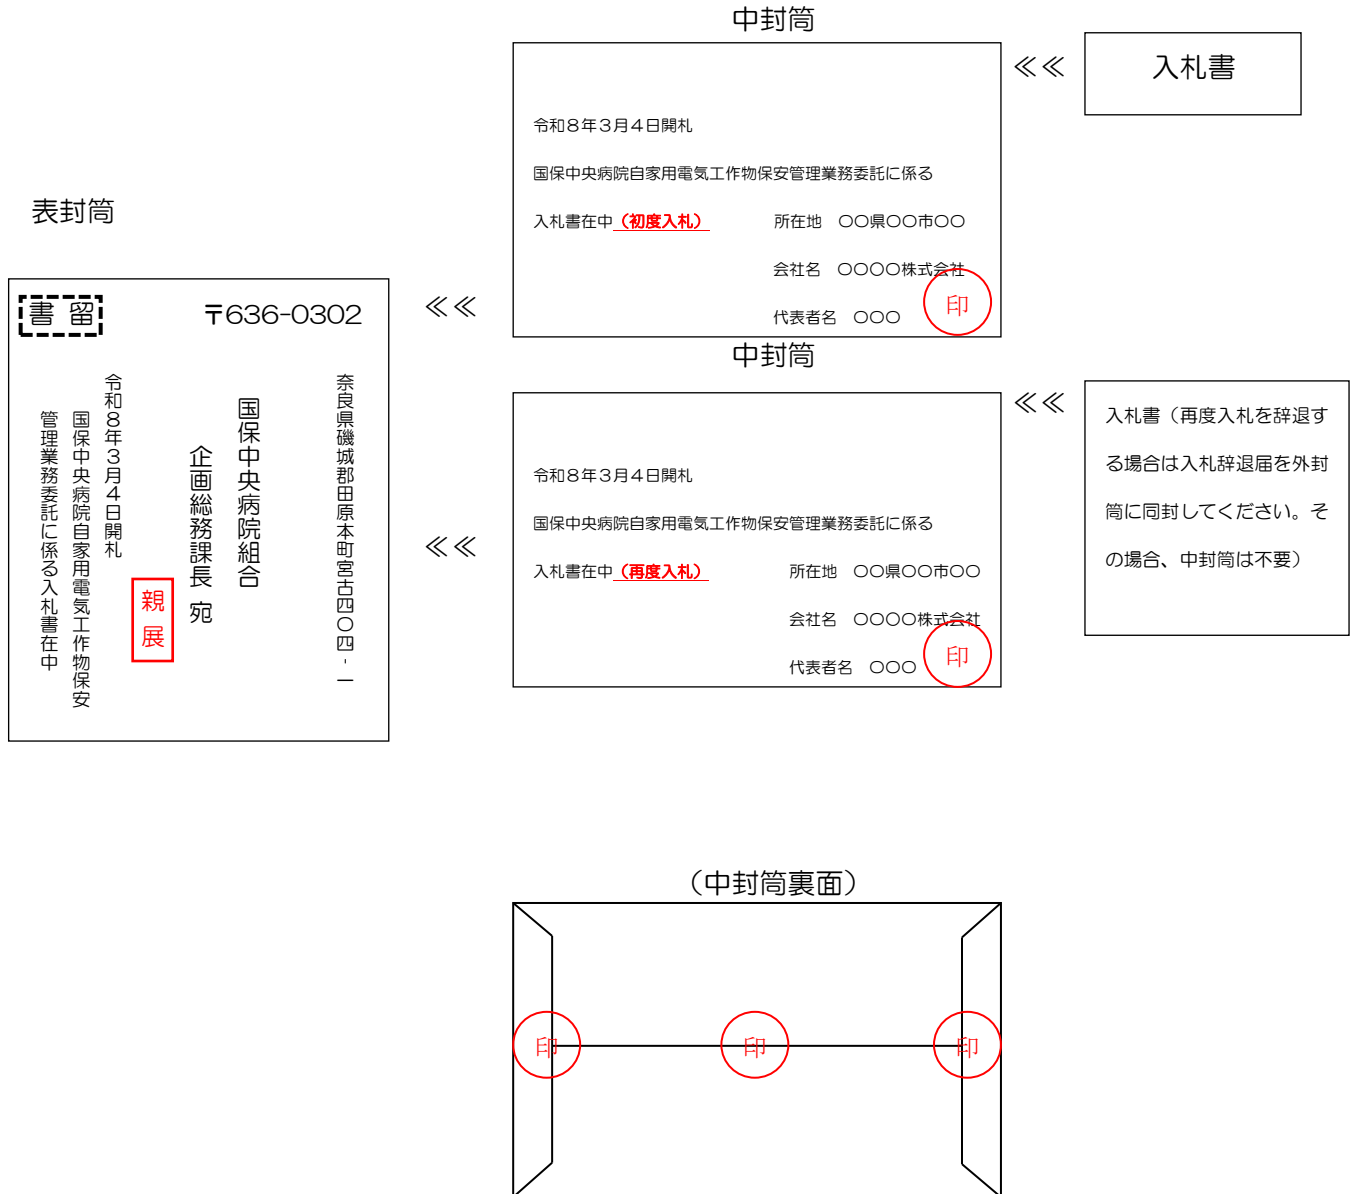 中封筒
≪≪
入札書
令和８年３月４日開札
国保中央病院自家用電気工作物保安管理業務委託に係る
入札書在中（初度入札）
所在地　〇〇県〇〇市〇〇
会社名　〇〇〇〇株式会社
代表者名　〇〇〇
印
表封筒
書留
〒636-0302
奈良県磯城郡田原本町宮古四〇四-一
国保中央病院組合
企画総務課長 宛
親展
令和８年３月４日開札
国保中央病院自家用電気工作物保安
管理業務委託に係る入札書在中
≪≪
≪≪
中封筒
≪≪
令和８年３月４日開札
国保中央病院自家用電気工作物保安管理業務委託に係る
入札書在中（再度入札）
所在地　〇〇県〇〇市〇〇
会社名　〇〇〇〇株式会社
代表者名　〇〇〇
印
入札書（再度入札を辞退す
る場合は入札辞退届を外封
筒に同封してください。そ
の場合、中封筒は不要）
（中封筒裏面）
印
印
印